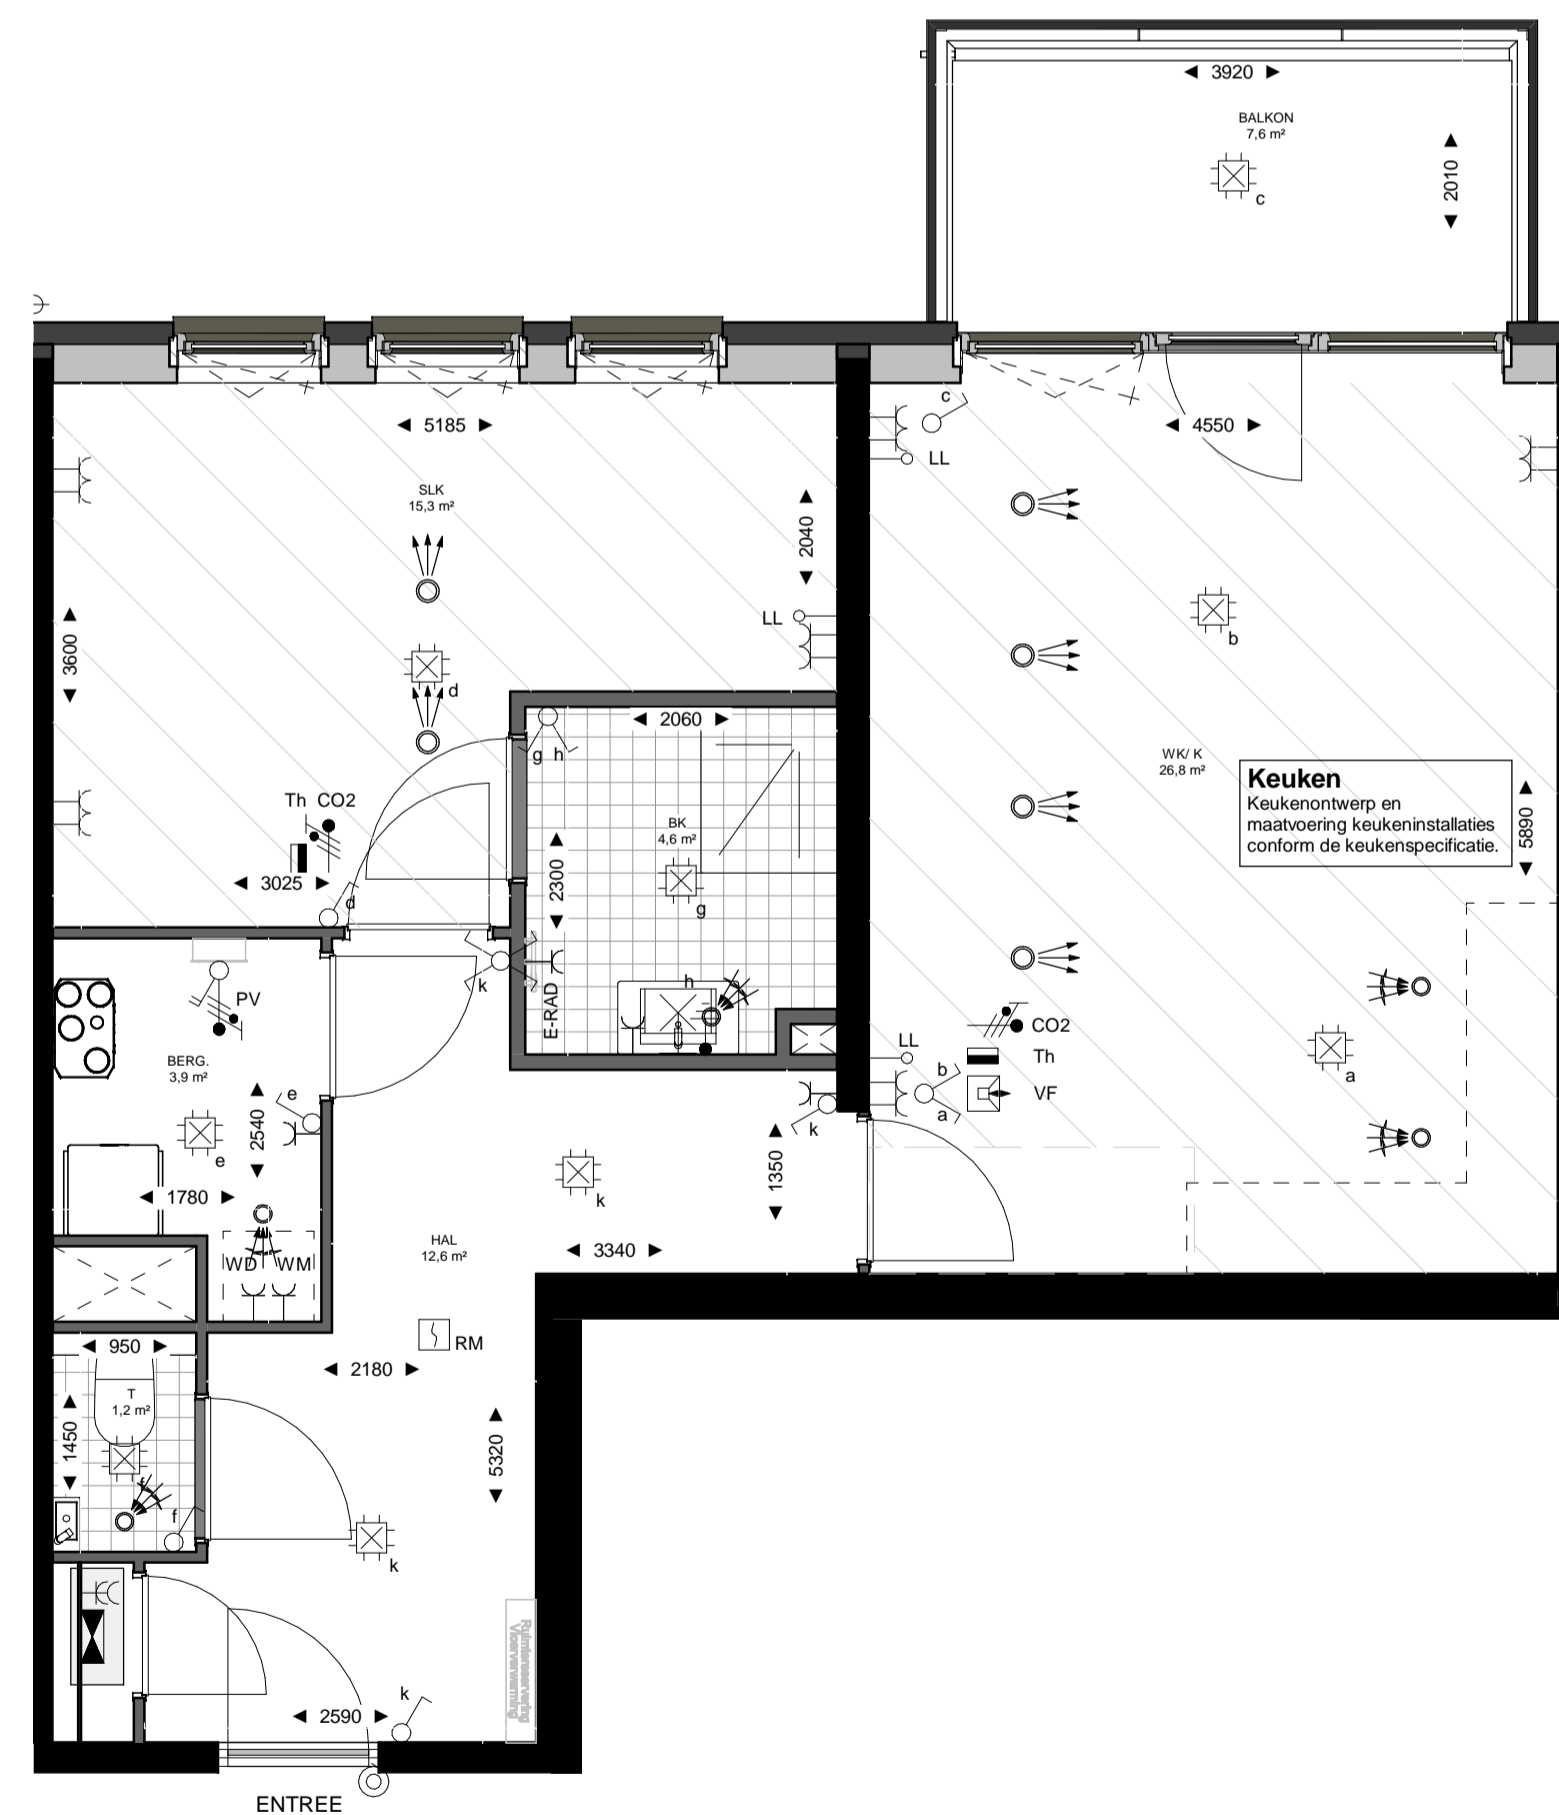 3920
BALKON
7,6 m²
2010
c
5185
c
4550
LL
SLK
15,3 m²
2040
LL
3600
b
d
2060
g h
WK/ K
26,8 m²
Keuken
Keukenontwerp en
maatvoering keukeninstallaties
conform de keukenspecificatie.
5890
Th CO2
BK
4,6 m²
3025
d
2300
g
k
h
PV
E-RAD
CO2
LL
Th
BERG.
3,9 m²
e
b
VF
a
a
2540
k
e
1350
1780
k
HAL
12,6 m²
3340
WD WM
RM
950
2180
T
1,2 m²
1450
5320
f
f
k
Ruimtereservering
Vloerverwarming
k
2590
ENTREE